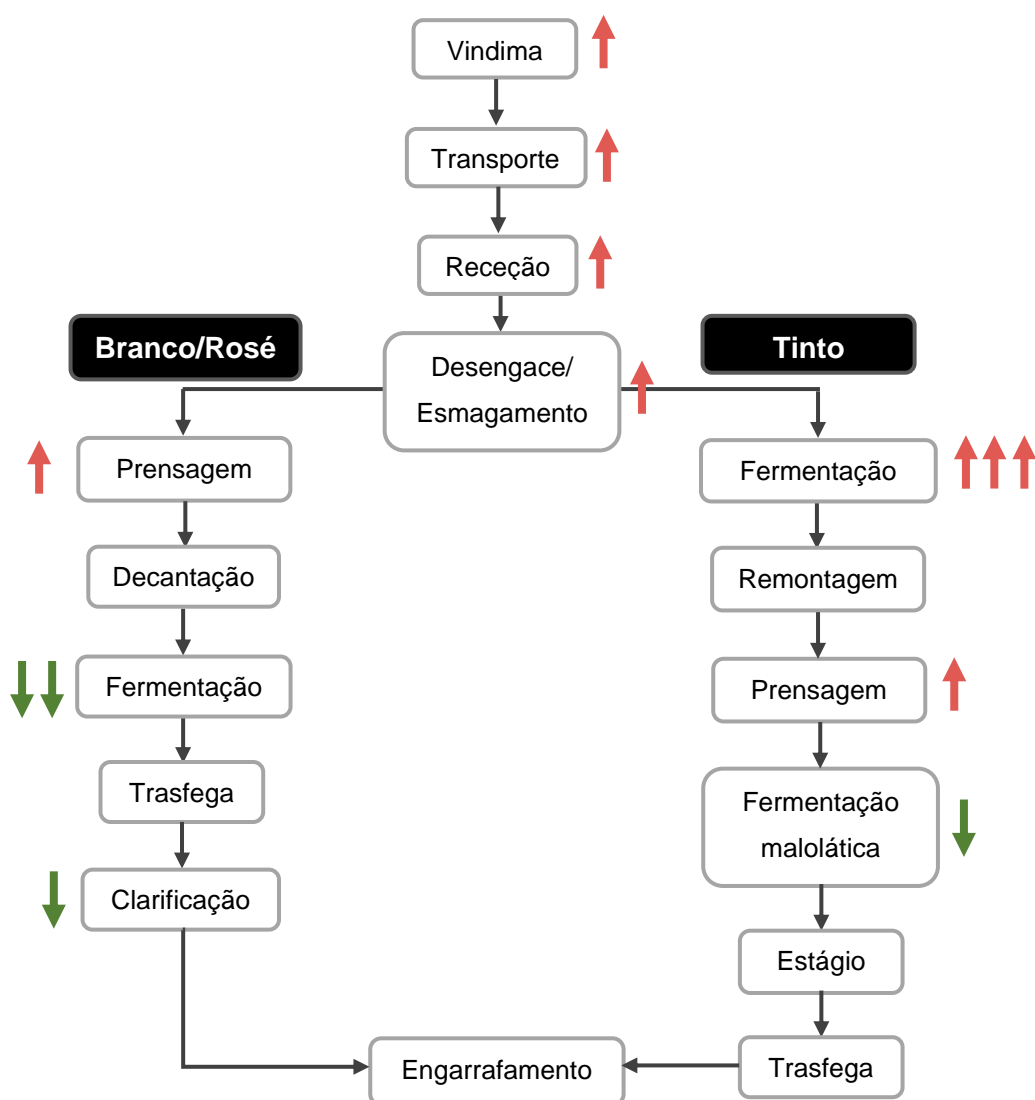 Vindima
Transporte
Receção
Branco/Rosé
Desengace/
Esmagamento
Tinto
Prensagem
Decantação
Fermentação
Trasfega
Clarificação
Fermentação
Remontagem
Prensagem
Fermentação
malolática
Estágio
Trasfega
Engarrafamento